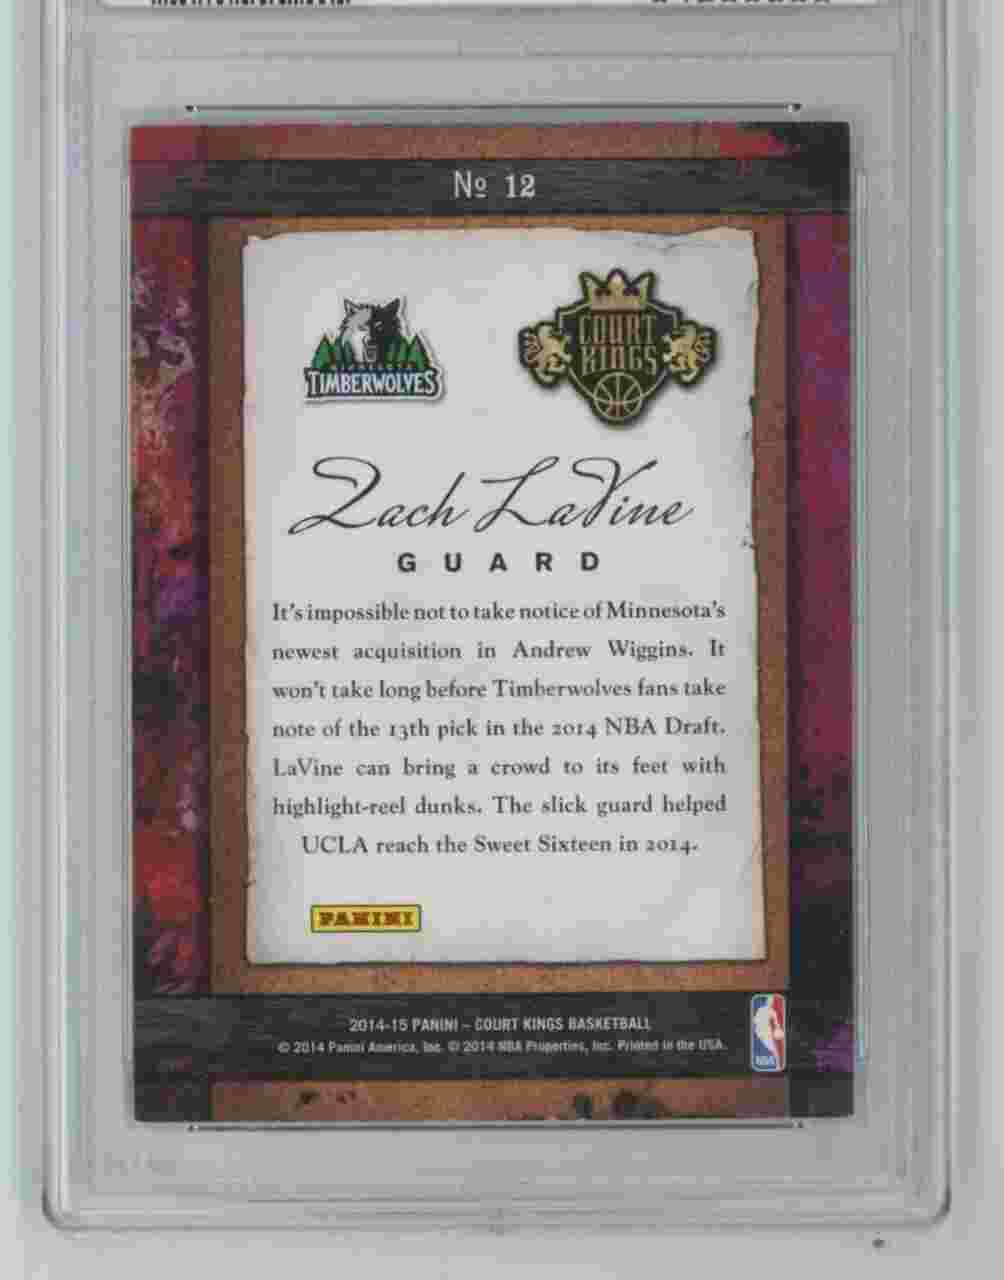 Nº 12
MINNESOTA
TIMBERWOLVES
COURT
KINGS
Zach LaVine
GUARD
It's impossible not to take notice of Minnesota's
newest acquisition in Andrew Wiggins. It
won't take long before Timberwolves fans take
note of the 13th pick in the 2014 NBA Draft.
LaVine can bring a crowd to its feet with
highlight-reel dunks. The slick guard helped
UCLA reach the Sweet Sixteen in 2014.
PANINI
2014-15 PANINI – COURT KINGS BASKETBALL
© 2014 Panini America, Inc. © 2014 NBA Properties, Inc. Printed in the USA.
NBA